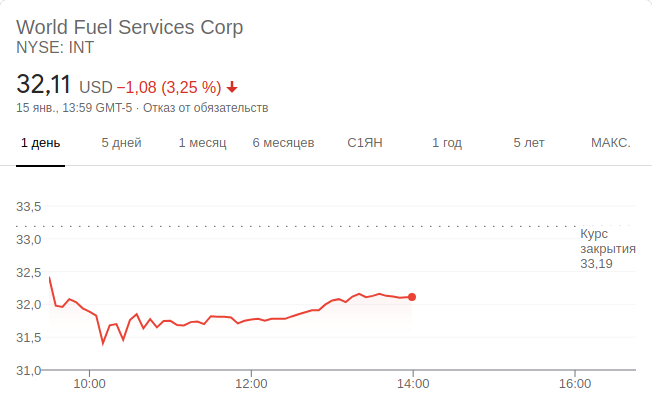 World Fuel Services Corp
NYSE: INT
32,11 USD −1,08 (3,25 %)
15 янв., 13:59 GMT-5 · Отказ от обязательств
1 день 5 дней 1 месяц 6 месяцев С1ЯН 1 год 5 лет МАКС.
33,5
Курс
закрытия
33,19
33,0
32,5
32,0
31,5
31,0
10:00 12:00 14:00 16:00